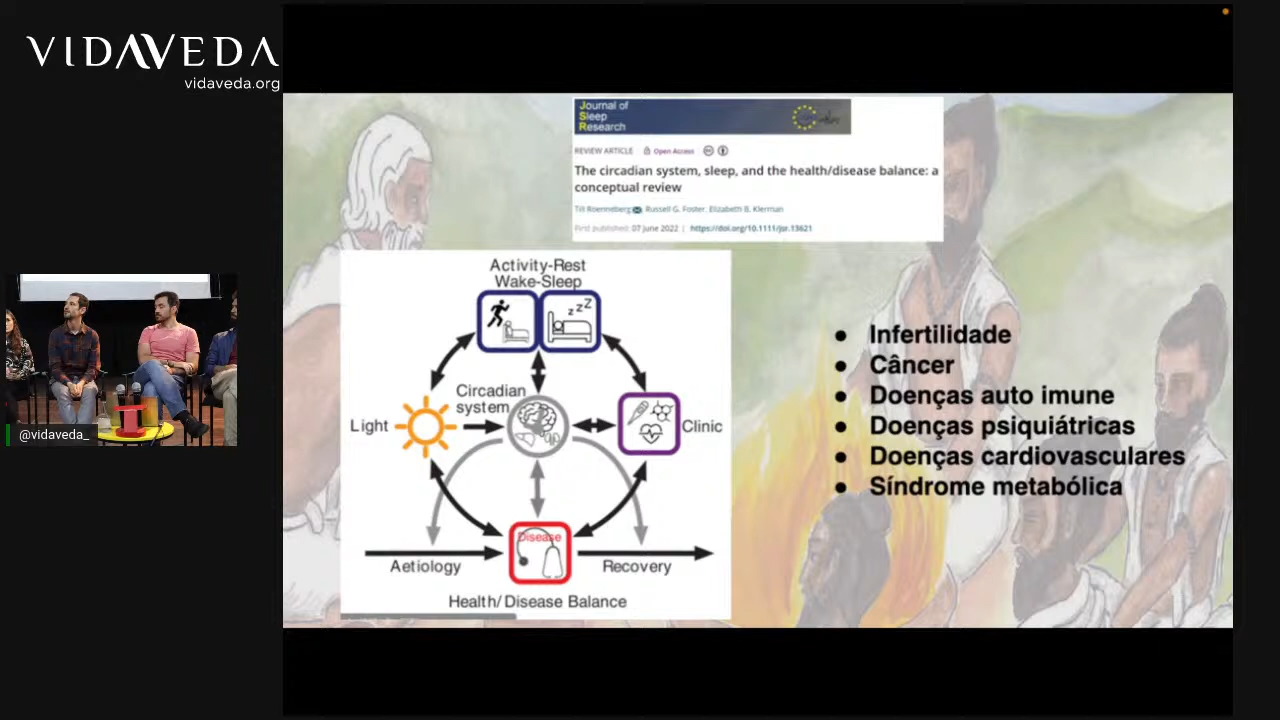 VIDAVEDA
vidaveda.org
@vidaveda_
Journal of
Sleep
Research
REVIEW ARTICLE Open Access
The circadian system, sleep, and the health/disease balance: a
conceptual review
Till Roenneberg, Russell G. Foster, Elizabeth B. Klerman
First published: 07 June 2022 | https://doi.org/10.1111/jsr.13621
Activity-Rest
Wake-Sleep
zzZ
Circadian
system
Light
Clinic
Disease
Aetiology
Recovery
Health/Disease Balance
● Infertilidade
● Câncer
● Doenças auto imune
● Doenças psiquiátricas
● Doenças cardiovasculares
● Síndrome metabólica